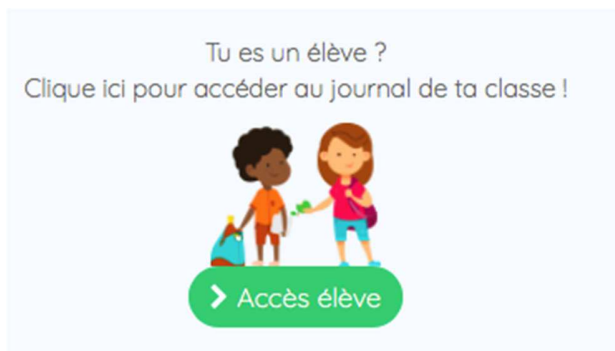 Tu es un élève ?
Clique ici pour accéder au journal de ta classe !
Accès élève